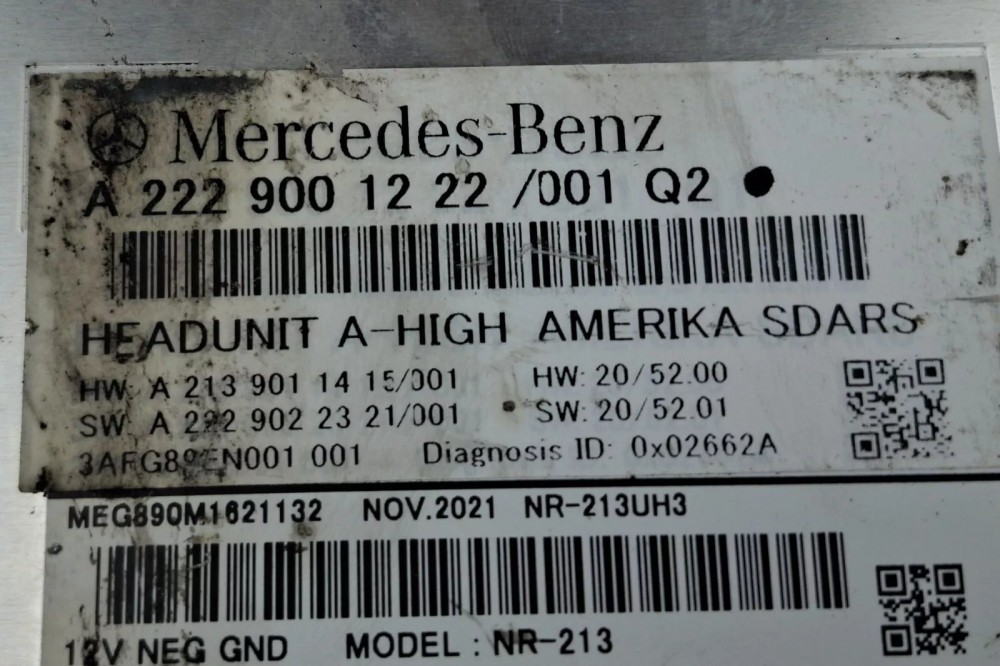 Mercedes-Benz
A 222 900 12 22 /001 Q2
HEADUNIT A-HIGH AMERIKA SDARS
HW: A 213 901 14 15/001 HW: 20/52.00
SW: A 222 902 23 21/001 SW: 20/52.01
001 001 Diagnosis ID: 0x02662A
MEG890M1621132 NOV.2021 NR-213UH3
12V NEG GND MODEL : NR-213